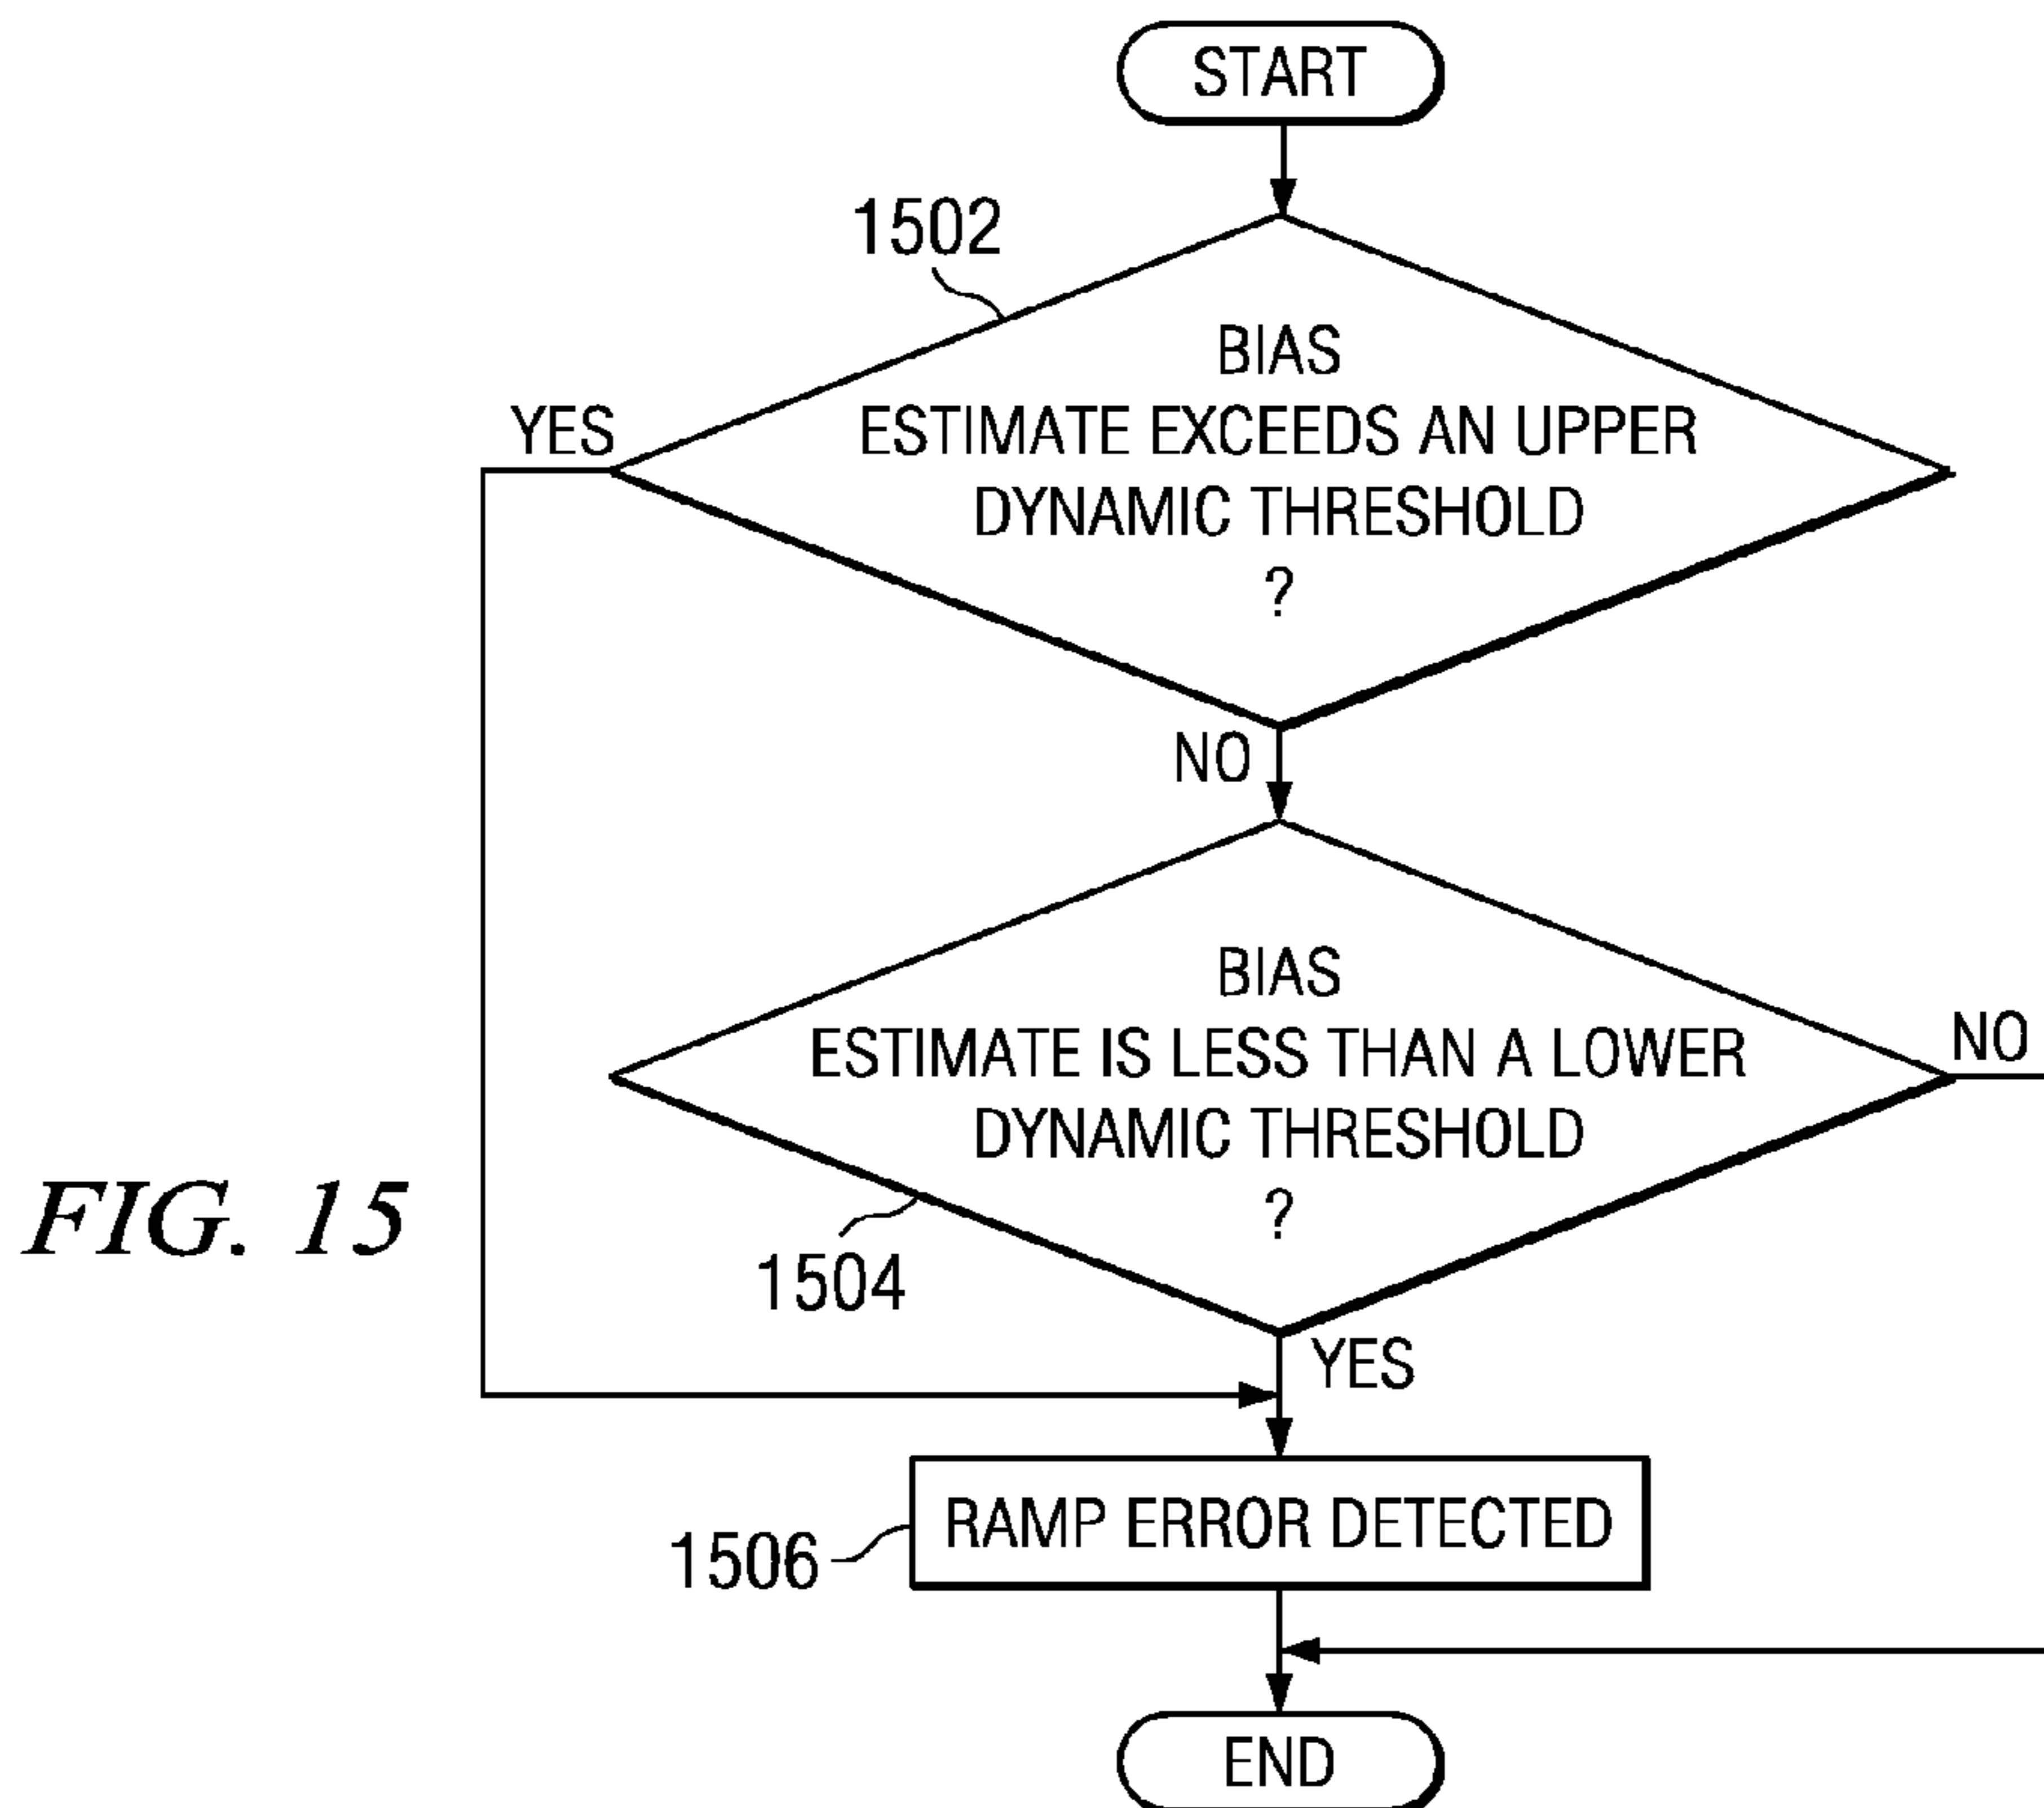 START
1502
BIAS
ESTIMATE EXCEEDS AN UPPER
DYNAMIC THRESHOLD
?
YES
NO
BIAS
ESTIMATE IS LESS THAN A LOWER
DYNAMIC THRESHOLD
?
NO
1504
YES
FIG. 15
RAMP ERROR DETECTED
1506
END